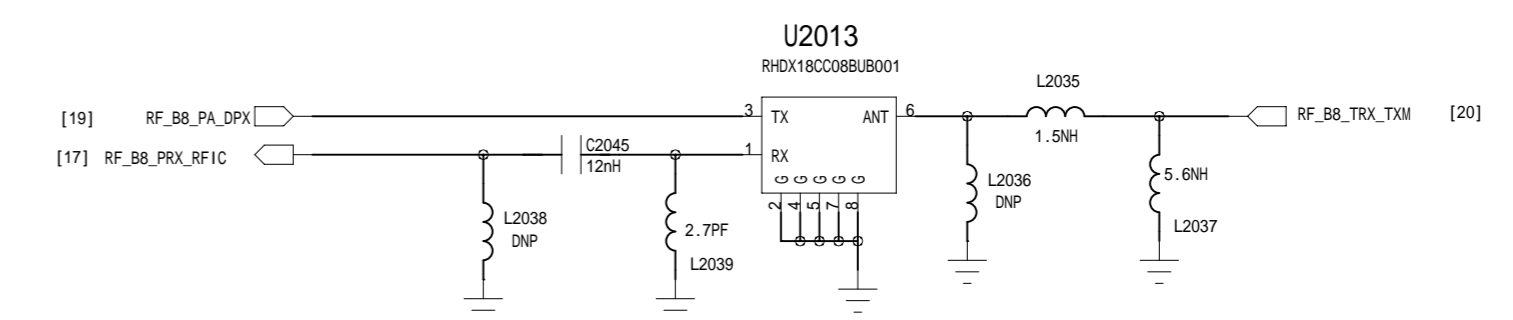 U2013
RHDX18CC08BUB001
L2035
[19] RF_B8_PA_DPX 3 TX ANT 6 RF_B8_TRX_TXM [20]
1.5NH
[17] RF_B8_PRX_RFIC C2045 1 RX
12nH
G G G G G
2 4 5 7 8
L2038
DNP
2.7PF
L2039
L2036
DNP
5.6NH
L2037